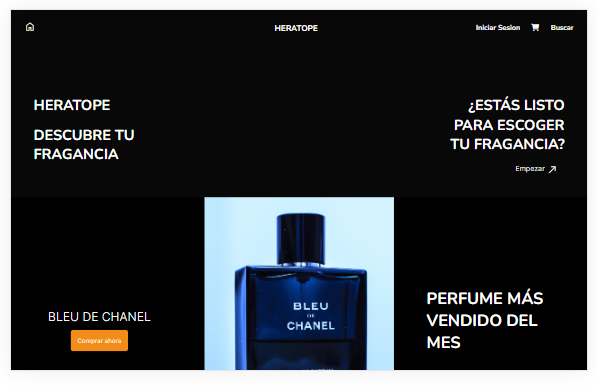 HERATOPE
Iniciar Sesion
Buscar
HERATOPE
DESCUBRE TU
FRAGANCIA
¿ESTÁS LISTO
PARA ESCOGER
TU FRAGANCIA?
Empezar
BLEU DE CHANEL
Comprar ahora
BLEU
DE
CHANEL
PERFUME MÁS
VENDIDO DEL
MES